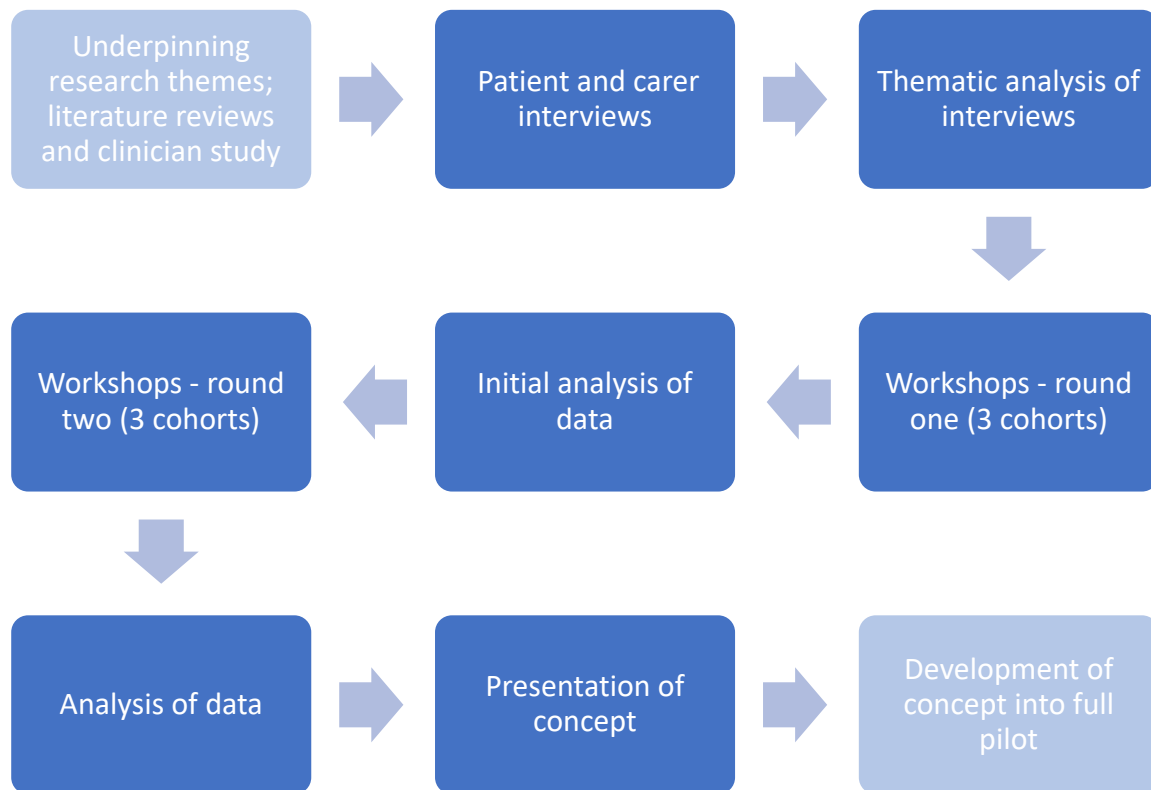 Underpinning
research themes;
literature reviews
and clinician study
Patient and carer
interviews
Thematic analysis of
interviews
Workshops - round
one (3 cohorts)
Initial analysis of
data
Workshops - round
two (3 cohorts)
Analysis of data
Presentation of
concept
Development of
concept into full
pilot